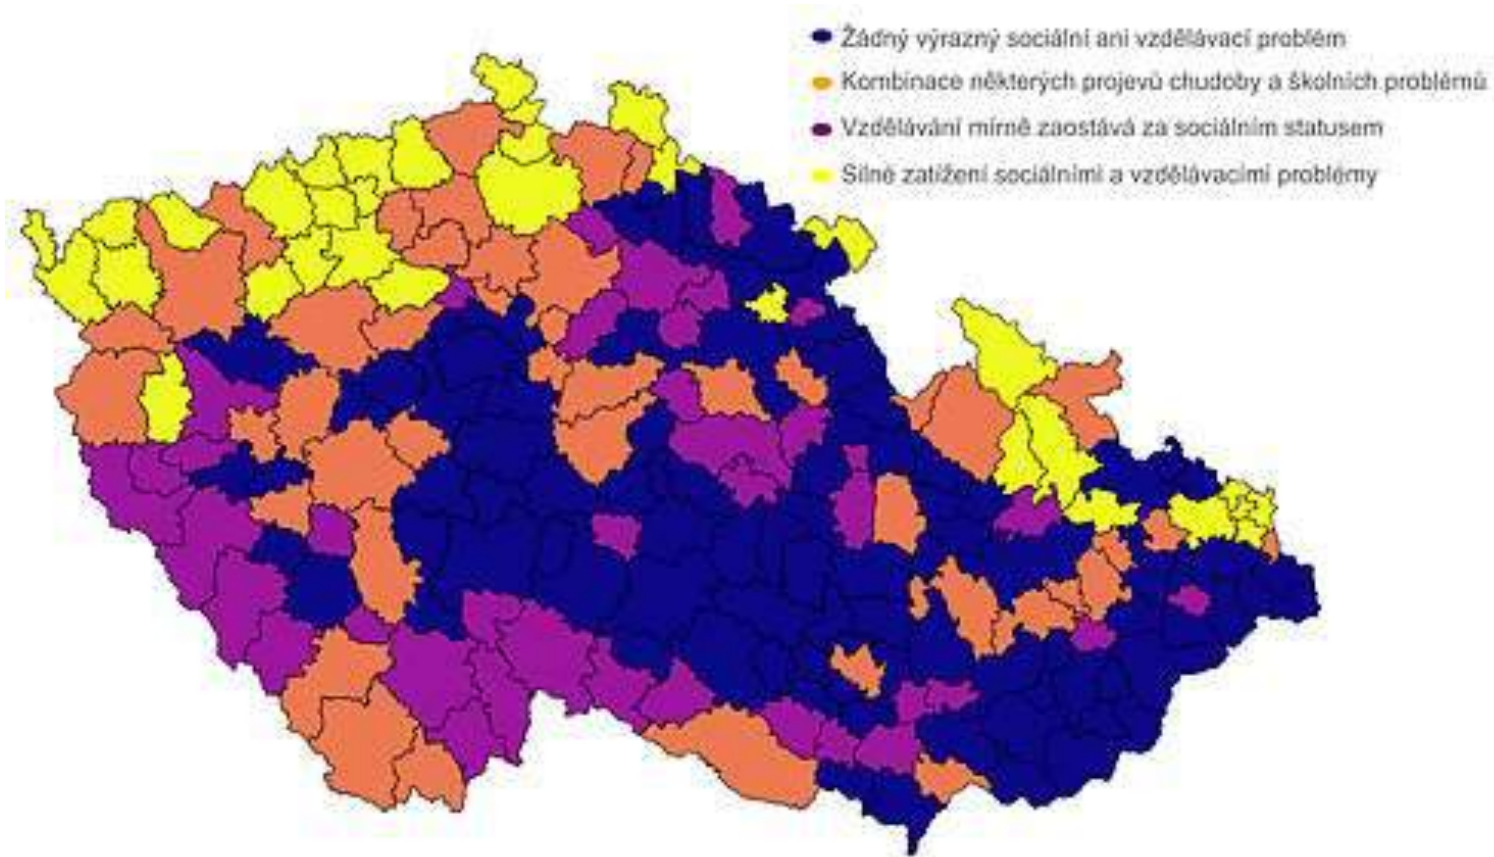 Žádný výrazný sociální ani vzdělávací problém
Kombinace některých projevů chudoby a školních problémů
Vzdělávání mírně zaostává za sociálním statusem
Silné zatížení sociálními a vzdělávacími problémy